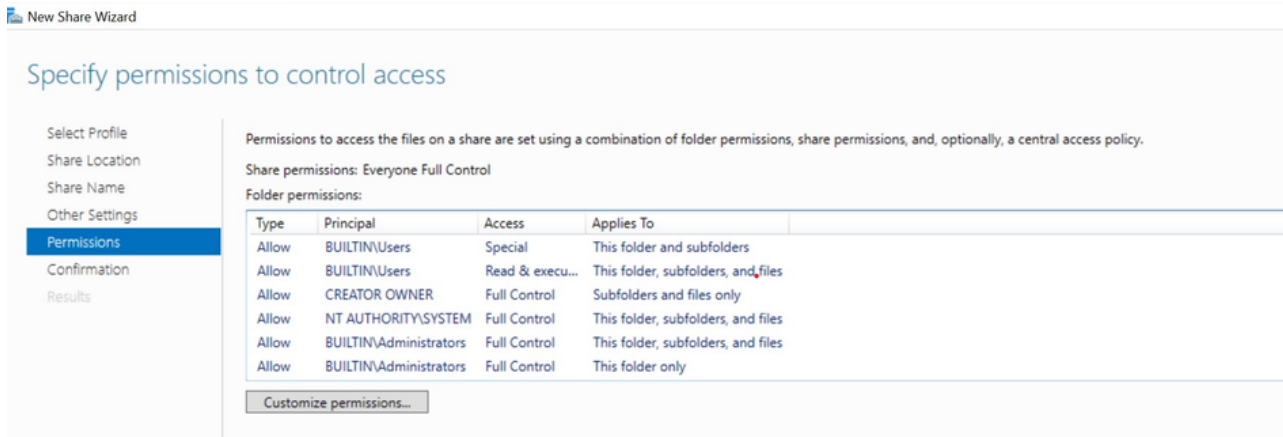 New Share Wizard
Specify permissions to control access
Select Profile
Share Location
Share Name
Other Settings
Permissions
Confirmation
Results
Permissions to access the files on a share are set using a combination of folder permissions, share permissions, and, optionally, a central access policy.
Share permissions: Everyone Full Control
Folder permissions:
Type Principal Access Applies To
Allow BUILTIN\Users Special This folder and subfolders
Allow BUILTIN\Users Read & execu... This folder, subfolders, and files
Allow CREATOR OWNER Full Control Subfolders and files only
Allow NT AUTHORITY\SYSTEM Full Control This folder, subfolders, and files
Allow BUILTIN\Administrators Full Control This folder, subfolders, and files
Allow BUILTIN\Administrators Full Control This folder only
Customize permissions...